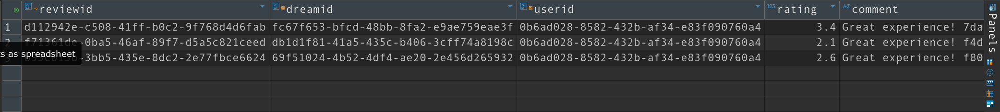 reviewid dreamid userid 123 rating A-Z comment
1 d112942e-c508-41ff-b0c2-9f768d4d6fab fc67f653-bfcd-48bb-8fa2-e9ae759eae3f 0b6ad028-8582-432b-af34-e83f090760a4 3.4 Great experience! 7da
2 f71361de-0ba5-46af-89f7-d5a5c821ceed db1d1f81-41a5-435c-b406-3cff74a8198c 0b6ad028-8582-432b-af34-e83f090760a4 2.1 Great experience! f4d
s as spreadsheet
3 -3bb5-435e-8dc2-2e77fbce6624 69f51024-4b52-4df4-ae20-2e456d265932 0b6ad028-8582-432b-af34-e83f090760a4 2.6 Great experience! f80
Panels